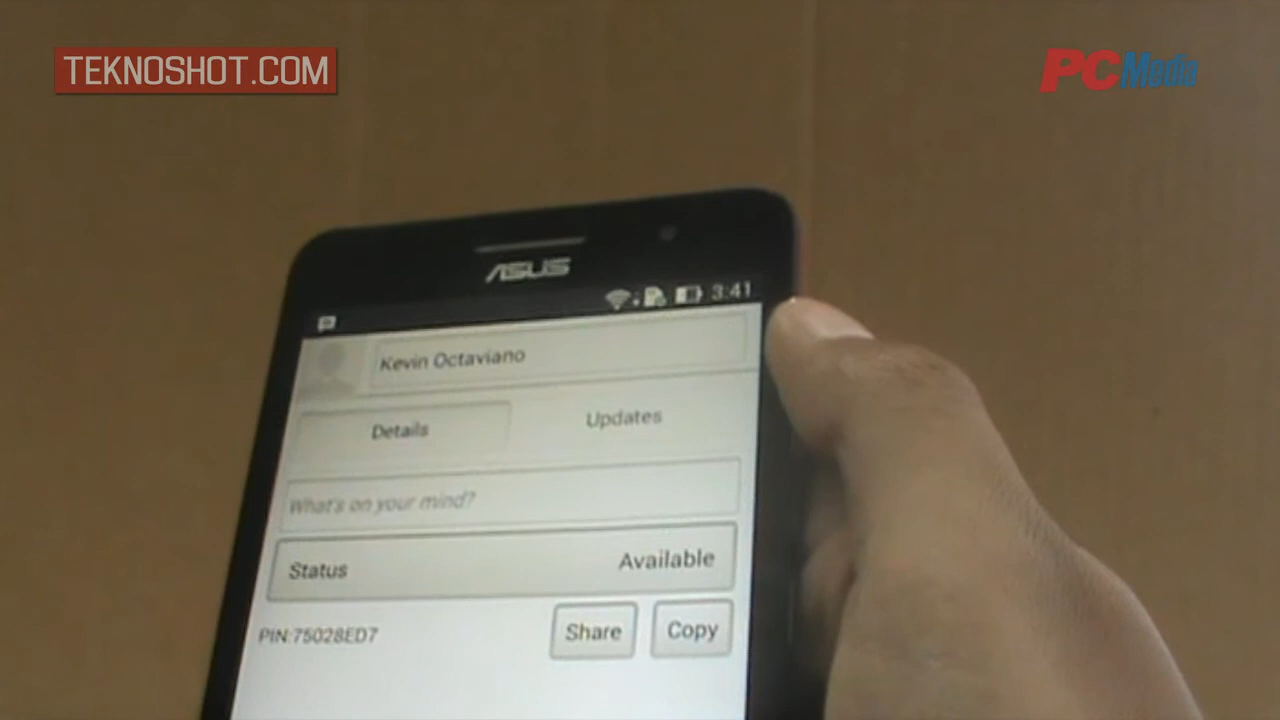 TEKNOSHOT.COM
PCMedia
ASUS
3:41
Kevin Octaviano
Details
Updates
What's on your mind?
Status
Available
PIN:75028ED7
Share
Copy